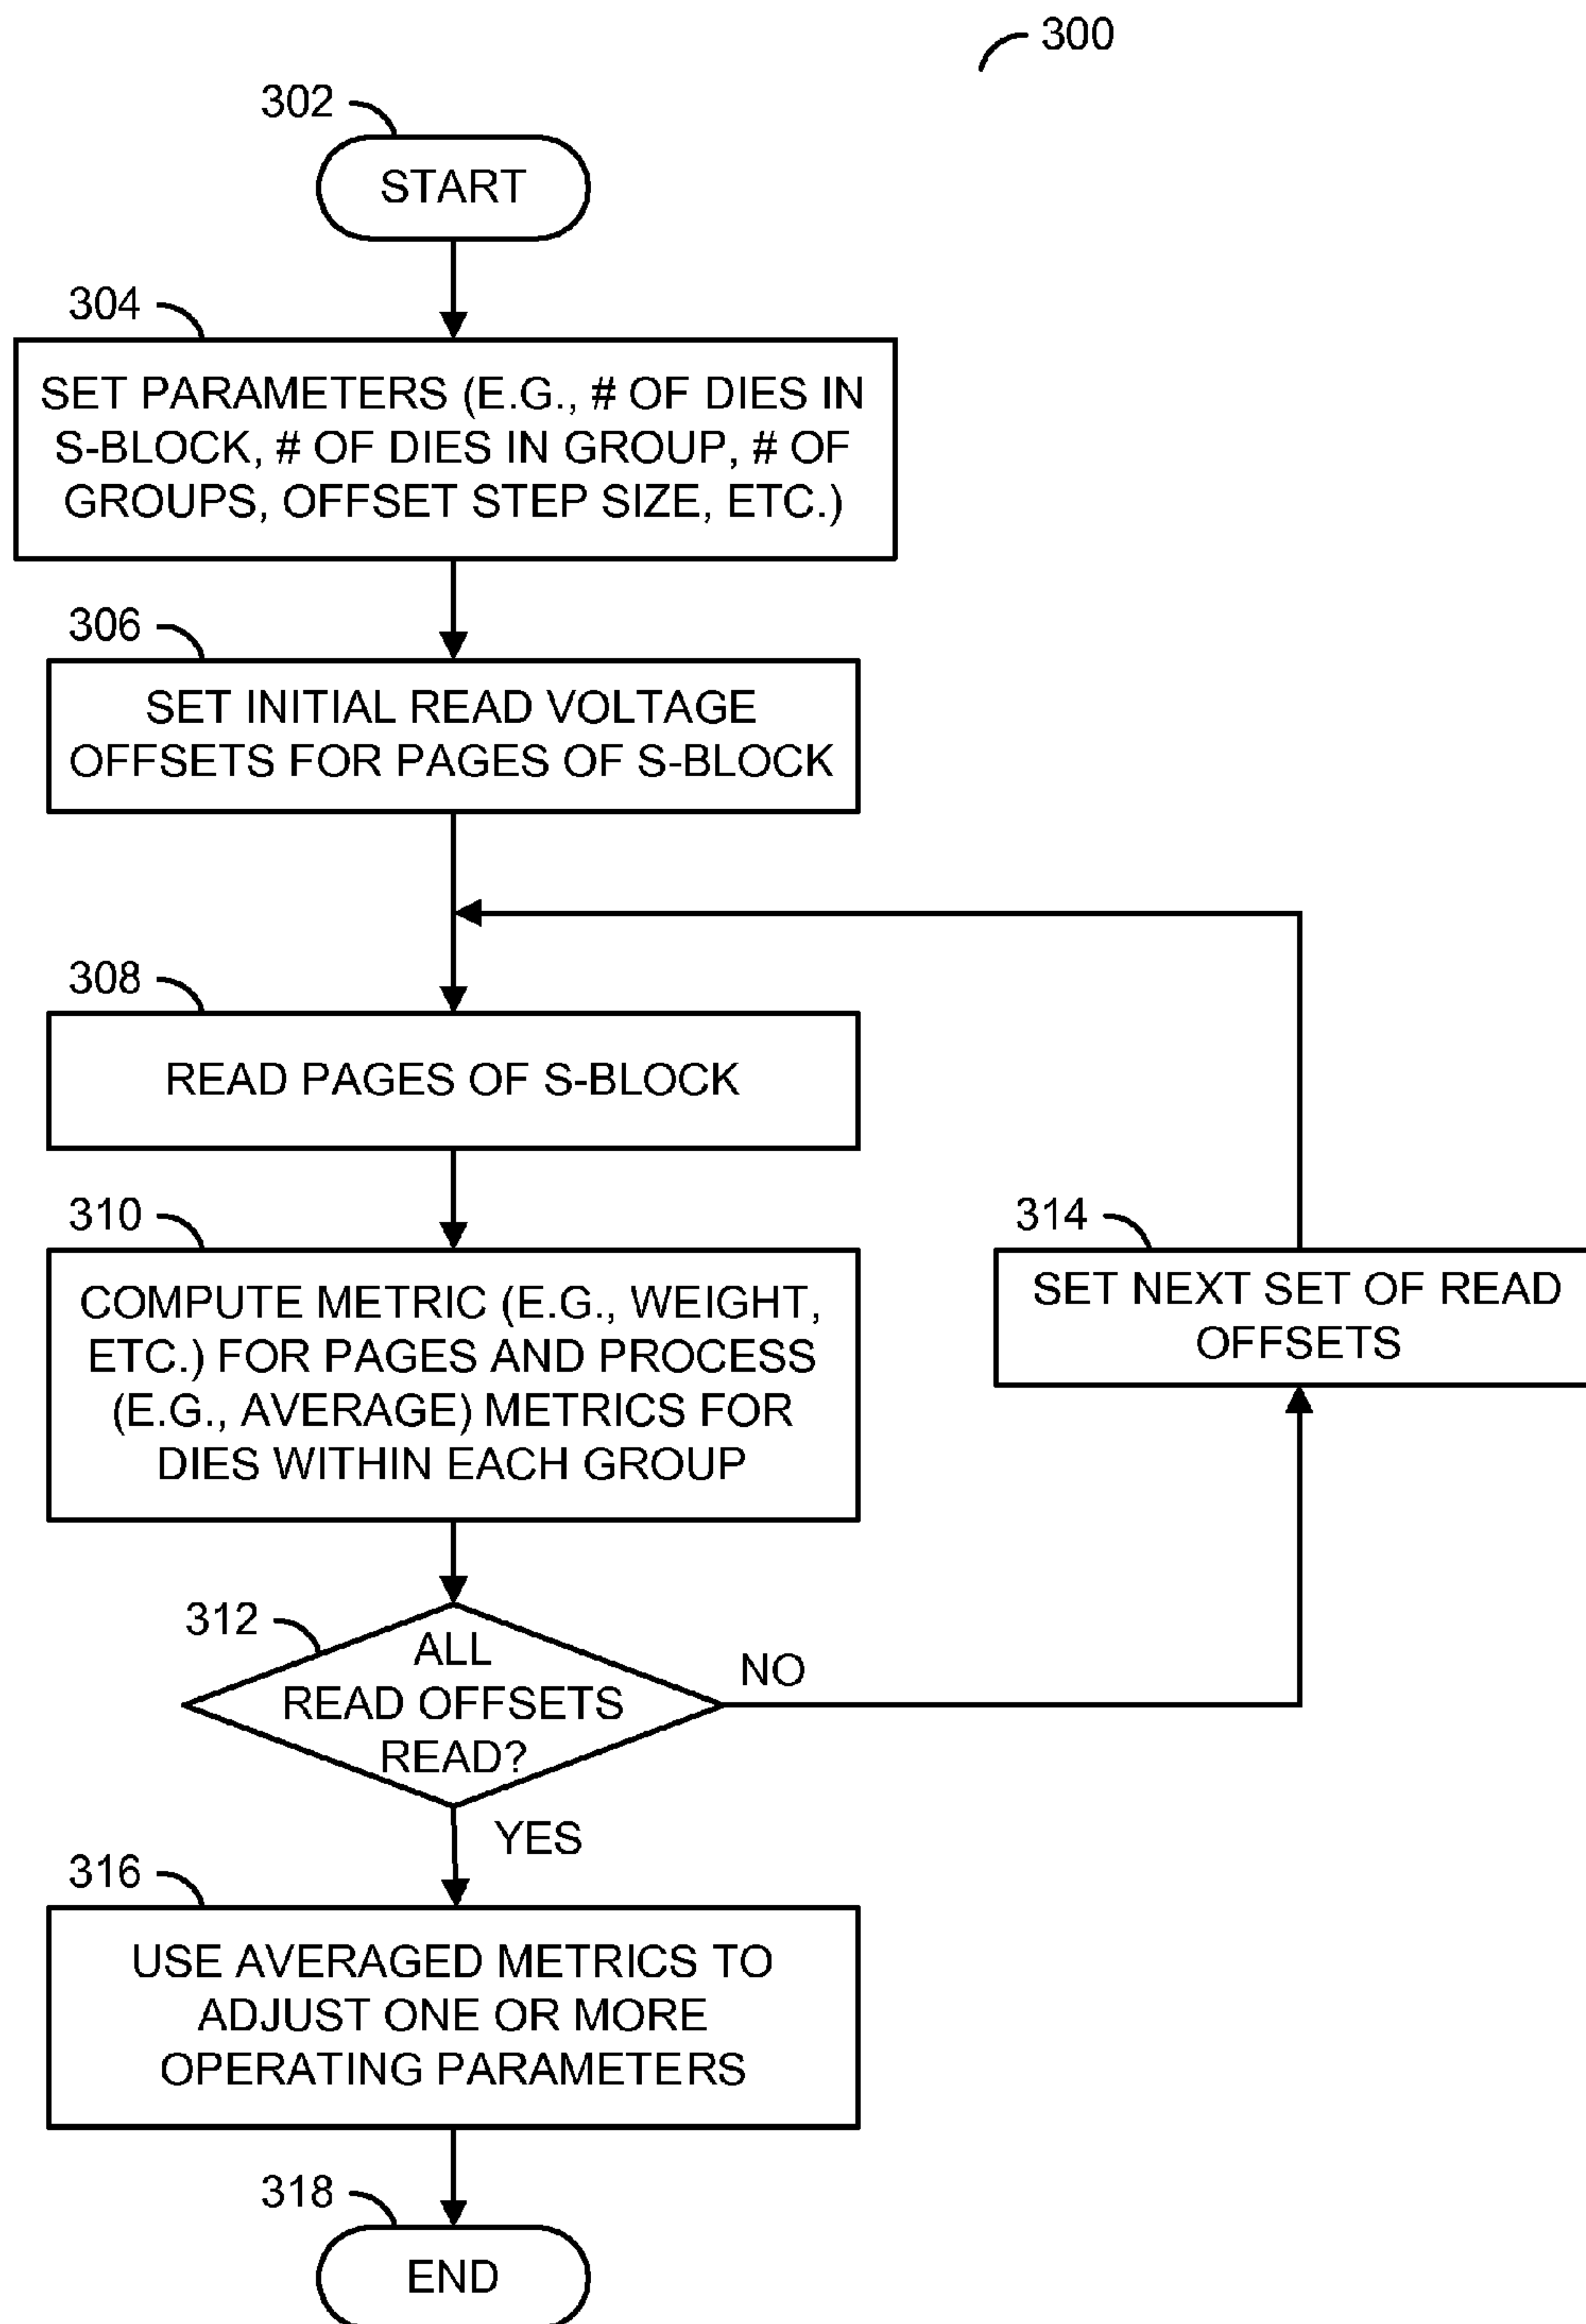 300
302
START
304
SET PARAMETERS (E.G., # OF DIES IN
S-BLOCK, # OF DIES IN GROUP, # OF
GROUPS, OFFSET STEP SIZE, ETC.)
306
SET INITIAL READ VOLTAGE
OFFSETS FOR PAGES OF S-BLOCK
308
READ PAGES OF S-BLOCK
310
COMPUTE METRIC (E.G., WEIGHT,
ETC.) FOR PAGES AND PROCESS
(E.G., AVERAGE) METRICS FOR
DIES WITHIN EACH GROUP
314
SET NEXT SET OF READ
OFFSETS
312
ALL
READ OFFSETS
READ?
NO
YES
316
USE AVERAGED METRICS TO
ADJUST ONE OR MORE
OPERATING PARAMETERS
318
END